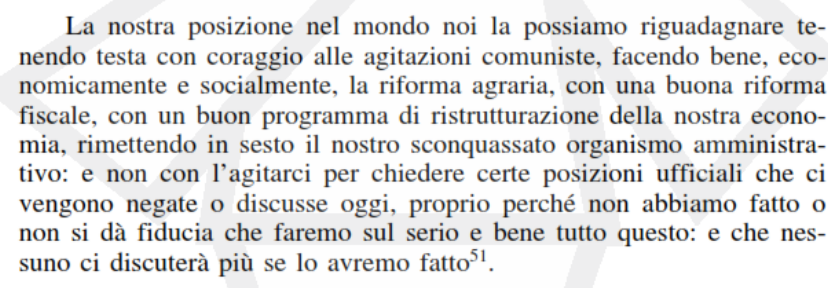 La nostra posizione nel mondo noi la possiamo riguadagnare te-
nendo testa con coraggio alle agitazioni comuniste, facendo bene, eco-
nomicamente e socialmente, la riforma agraria, con una buona riforma
fiscale, con un buon programma di ristrutturazione della nostra econo-
mia, rimettendo in sesto il nostro sconquassato organismo amministra-
tivo: e non con l'agitarci per chiedere certe posizioni ufficiali che ci
vengono negate o discusse oggi, proprio perché non abbiamo fatto o
non si dà fiducia che faremo sul serio e bene tutto questo: e che nes-
suno ci discuterà più se lo avremo fatto51.